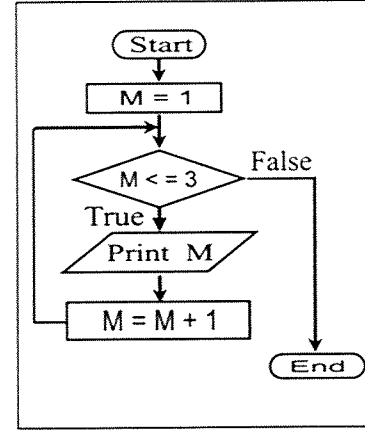 Start
M = 1
M < = 3
False
True
Print M
M = M + 1
End